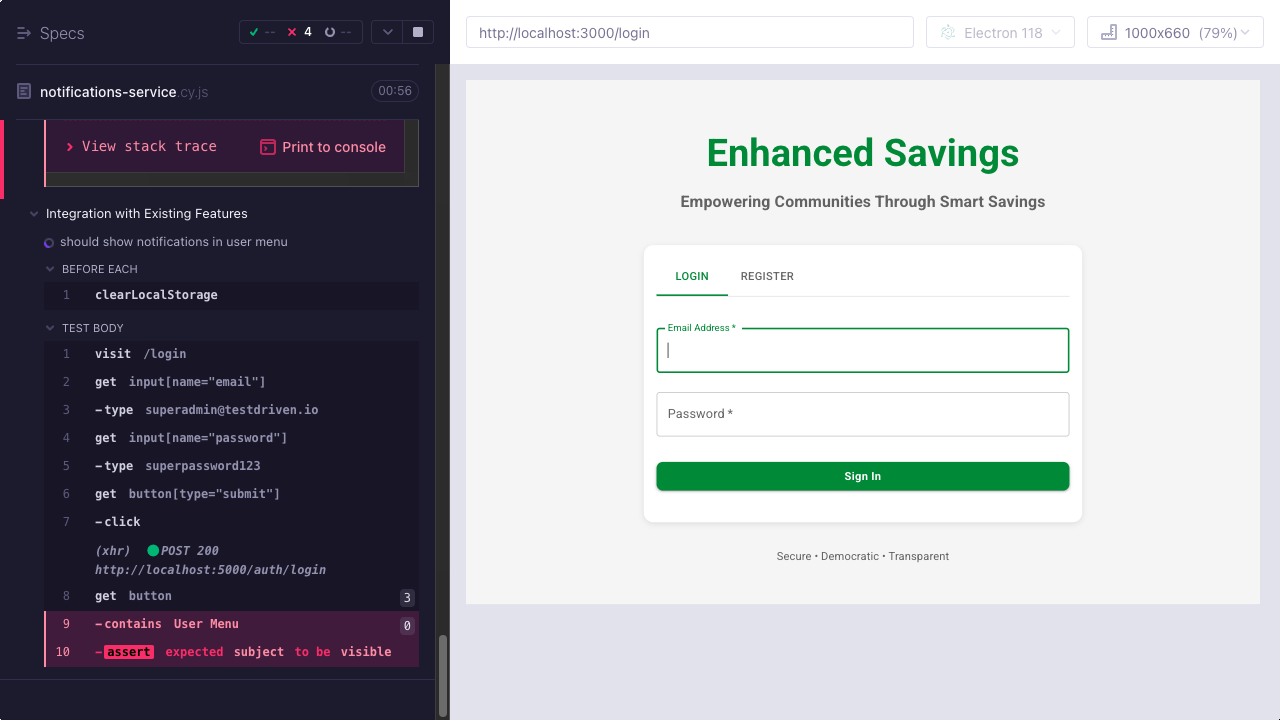 Specs
-- 4 --
notifications-service.cy.js
00:56
View stack trace
Print to console
Integration with Existing Features
should show notifications in user menu
BEFORE EACH
1 clearLocalStorage
TEST BODY
1 visit /login
2 get input[name="email"]
3 -type superadmin@testdriven.io
4 get input[name="password"]
5 -type superpassword123
6 get button[type="submit"]
7 -click
(xhr) POST 200
http://localhost:5000/auth/login
8 get button 3
9 -contains User Menu 0
10 -assert expected subject to be visible
http://localhost:3000/login
Electron 118
1000x660 (79%)
Enhanced Savings
Empowering Communities Through Smart Savings
LOGIN REGISTER
Email Address *
Password *
Sign In
Secure • Democratic • Transparent